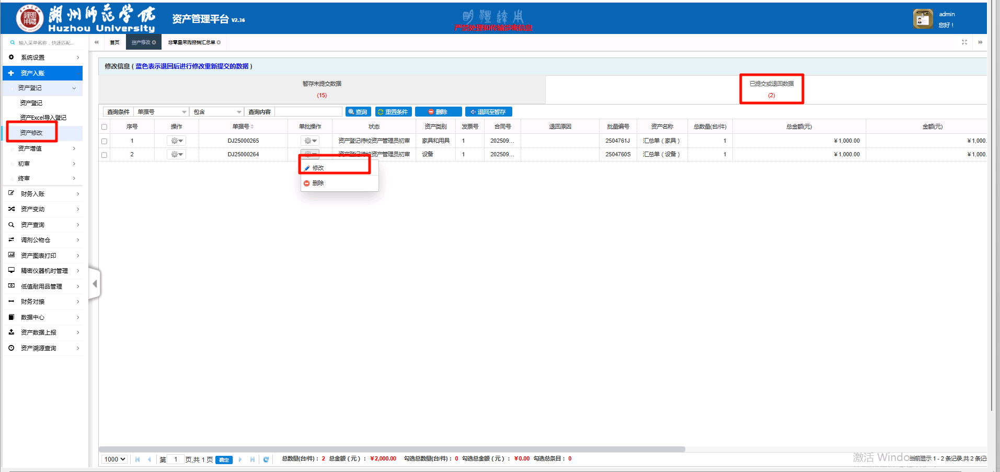 湖州师范学院
Huzhou University
资产管理平台 V2.36
明體達用
严禁处理和传输涉密信息
admin
您好！
输入菜单名称，快速匹配...
首页
资产修改
非零星采购报销汇总单
系统设置
资产入账
资产登记
资产登记
资产Excel导入登记
资产修改
资产增值
初审
终审
财务入账
资产变动
资产查询
调剂公物仓
资产图表打印
精密仪器机时管理
低值耐用品管理
财务对接
数据中心
资产数据上报
资产溯源查询
修改信息 ( 蓝色表示退回后进行修改重新提交的数据 )
暂存未提交数据
(15)
已提交或退回数据
(2)
查询条件 单据号 包含 查询内容 查询 重置条件 删除 退回至暂存
序号 操作 单据号 单批操作 状态 资产类别 发票号 合同号 退回原因 批量编号 资产名称 总数量(台/件) 总金额(元) 金额(元)
1 DJ25000265 资产登记待校资产管理员初审 家具和用具 1 202509... 2504761J 汇总单（家具） 1 ￥1,000.00 ￥1,000.
2 DJ25000264 资产登记待校资产管理员初审 设备 1 202509... 2504760S 汇总单（设备） 1 ￥1,000.00 ￥1,000.
修改
删除
1000 第 1 页,共 1 页 确定 总数量(台/件)： 2 总金额（元）： ￥2,000.00 勾选总数量(台/件)： 0 勾选总金额（元）： ￥0.00 勾选总条目： 0
激活 Window
当前显示 1 - 2 条记录,共 2 条记